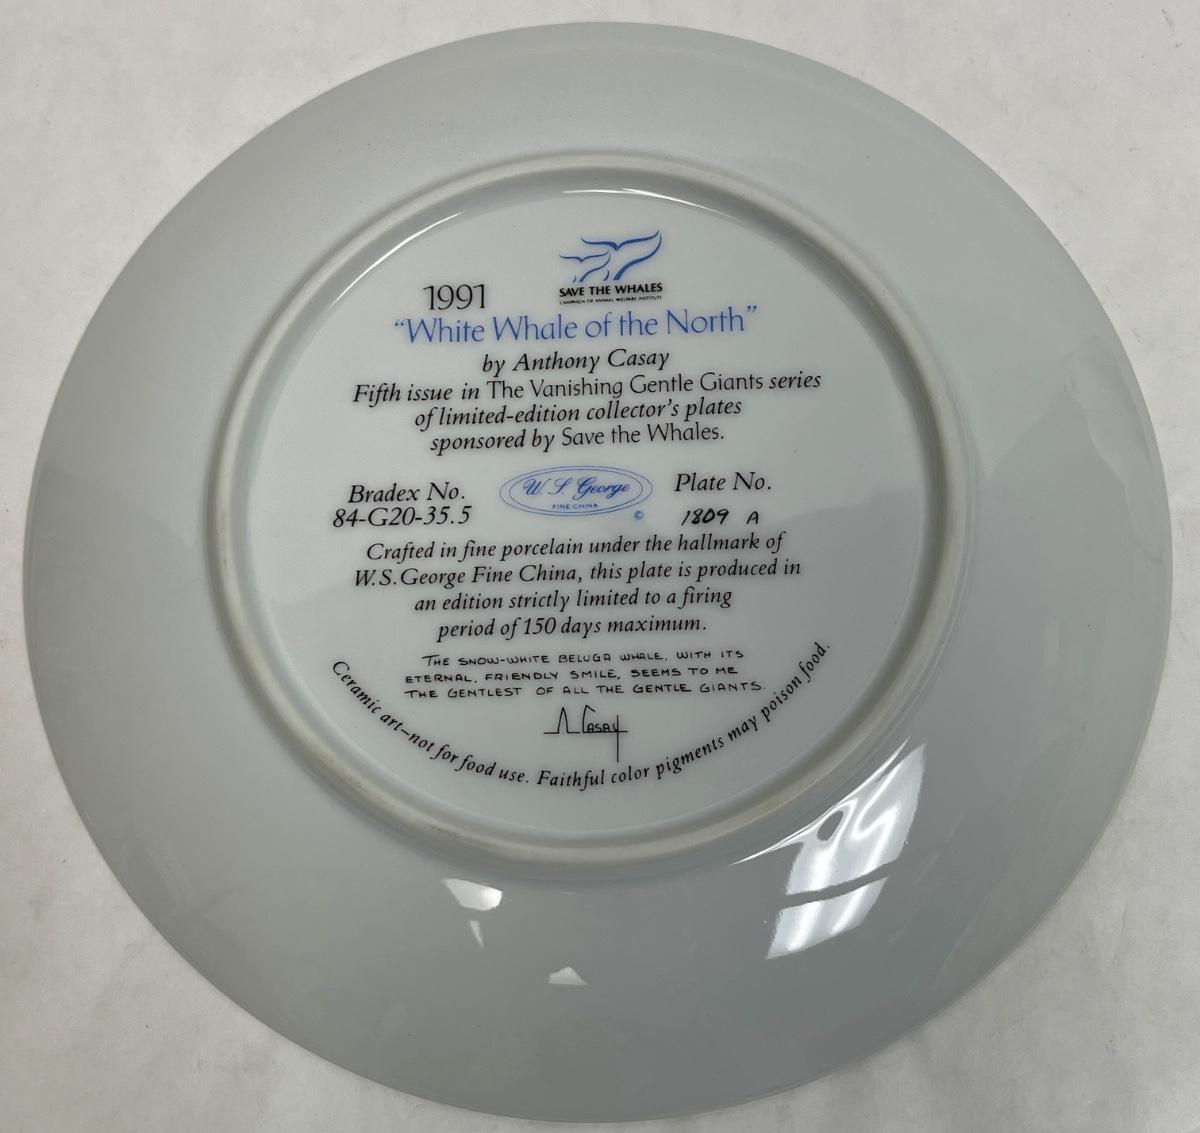 SAVE THE WHALES
CAMPAIGN OF ANIMAL WELFARE INSTITUTE
1991
“White Whale of the North”
by Anthony Casay
Fifth issue in The Vanishing Gentle Giants series
of limited-edition collector's plates
sponsored by Save the Whales.
Bradex No.
84-G20-35.5
W. S. George
FINE CHINA
©
Plate No.
1809 A
Crafted in fine porcelain under the hallmark of
W.S. George Fine China, this plate is produced in
an edition strictly limited to a firing
period of 150 days maximum.
THE SNOW-WHITE BELUGA WHALE, WITH ITS
ETERNAL, FRIENDLY SMILE, SEEMS TO ME
THE GENTLEST OF ALL THE GENTLE GIANTS.
A Casay
Ceramic art—not for food use. Faithful color pigments may poison food.